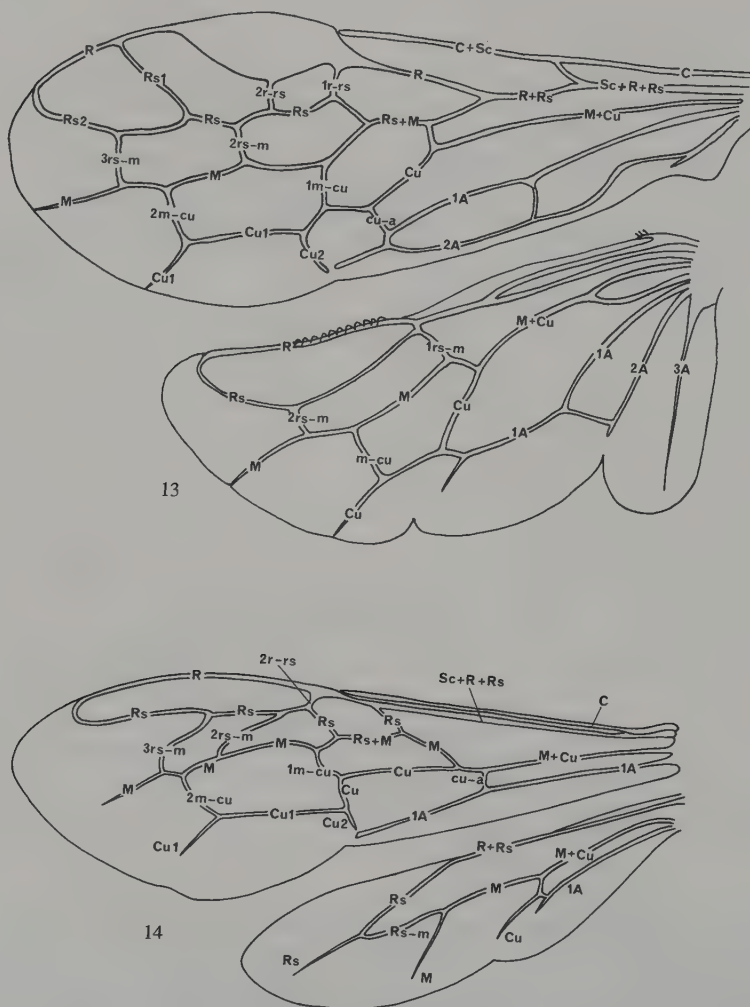 R
C+Sc
C
Rs1
2r-rs
1r-rs
R
R+Rs
Sc+R+Rs
Rs2
Rs
Rs
Rs+M
M+Cu
3rs-m
2rs-m
Cu
M
M
1m-cu
1A
2m-cu
Cu1
cu-a
2A
Cu1
Cu2
R
1rs-m
M+Cu
1A
2A
3A
Rs
2rs-m
M
Cu
1A
M
m-cu
Cu
13
R
2r-rs
Sc+R+Rs
C
Rs
Rs
Rs
Rs
3rs-m
2rs-m
M
Rs+M
M
M
M
1m-cu
Cu
cu-a
M+Cu
1A
2m-cu
Cu
Cu1
Cu2
1A
Cu1
R+Rs
M+Cu
Rs
M
1A
Rs-m
Cu
Rs
M
14